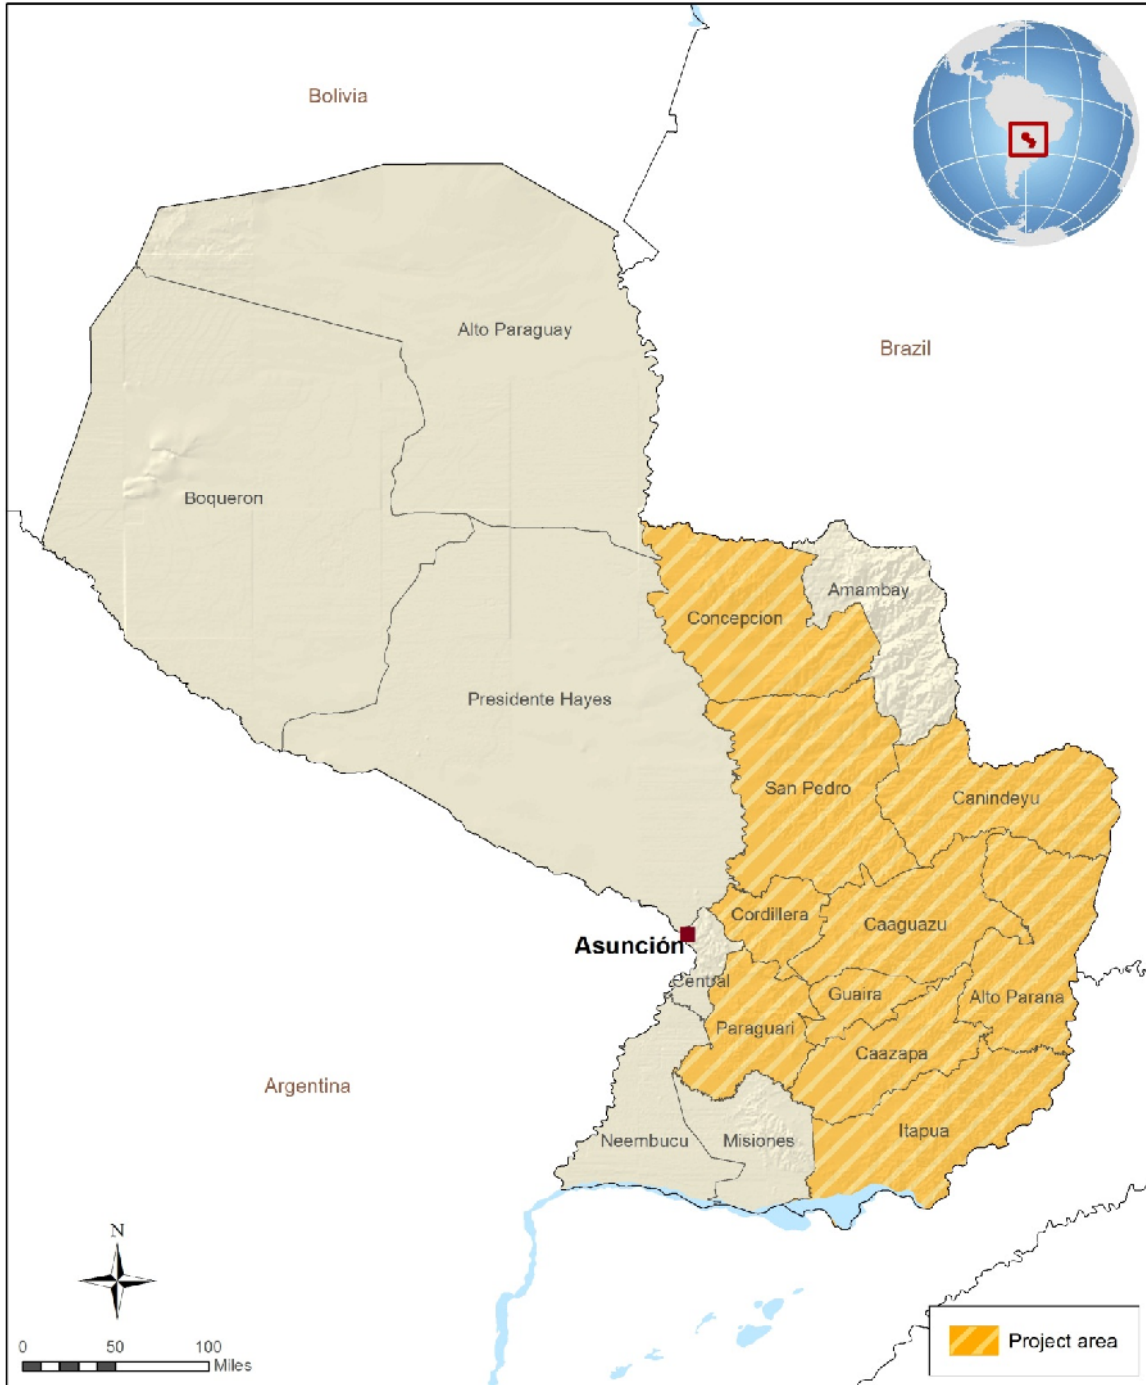 Bolivia
Alto Paraguay
Brazil
Boqueron
Amambay
Concepcion
Presidente Hayes
San Pedro
Canindeyu
Cordillera
Caaguazu
Asunción
Central
Guaira
Alto Parana
Paraguari
Caazapa
Argentina
Itapua
Neembucu
Misiones
N
0 50 100
Miles
Project area